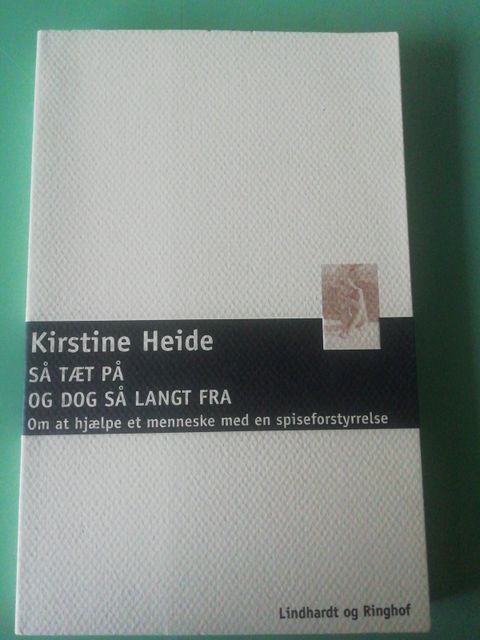 Kirstine Heide
SÅ TÆT PÅ
OG DOG SÅ LANGT FRA
Om at hjælpe et menneske med en spiseforstyrrelse
Lindhardt og Ringhof